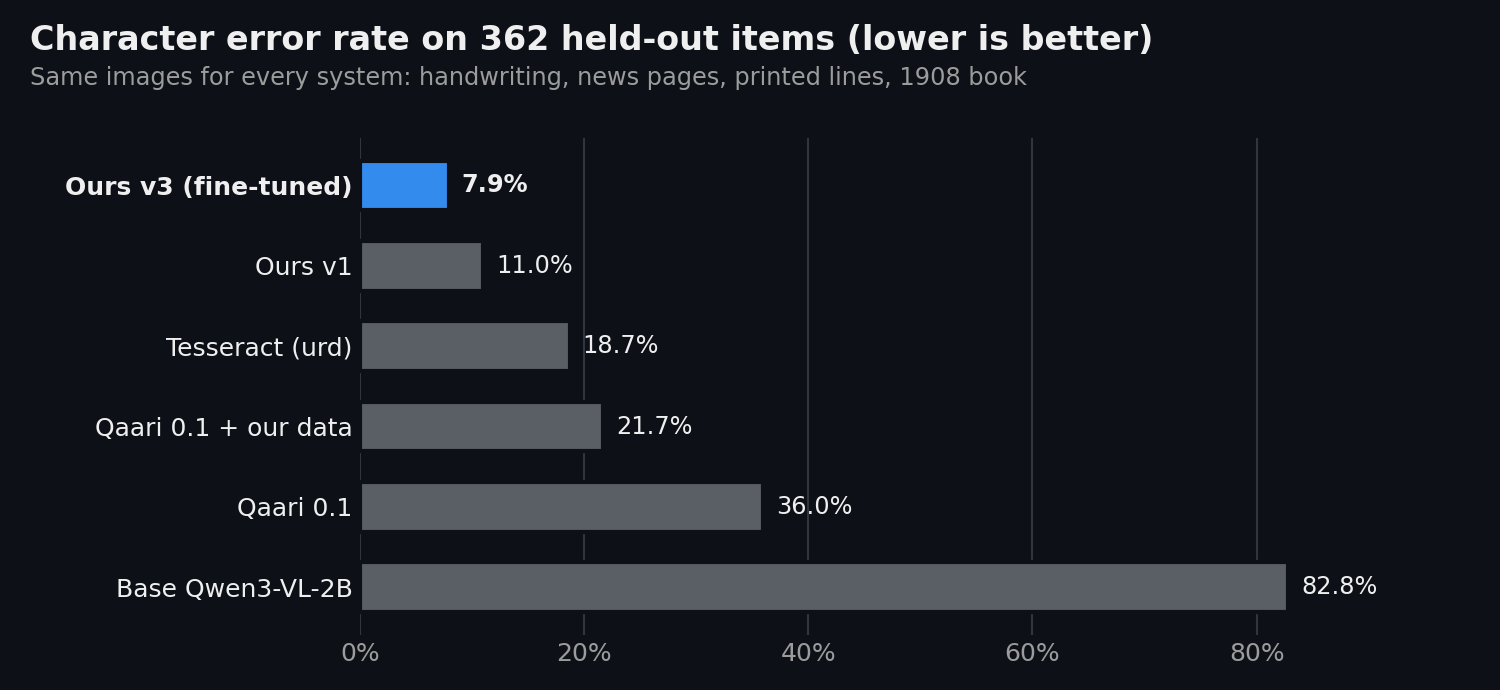 Character error rate on 362 held-out items (lower is better)
Same images for every system: handwriting, news pages, printed lines, 1908 book
Ours v3 (fine-tuned) 7.9%
Ours v1 11.0%
Tesseract (urd) 18.7%
Qaari 0.1 + our data 21.7%
Qaari 0.1 36.0%
Base Qwen3-VL-2B 82.8%
0% 20% 40% 60% 80%